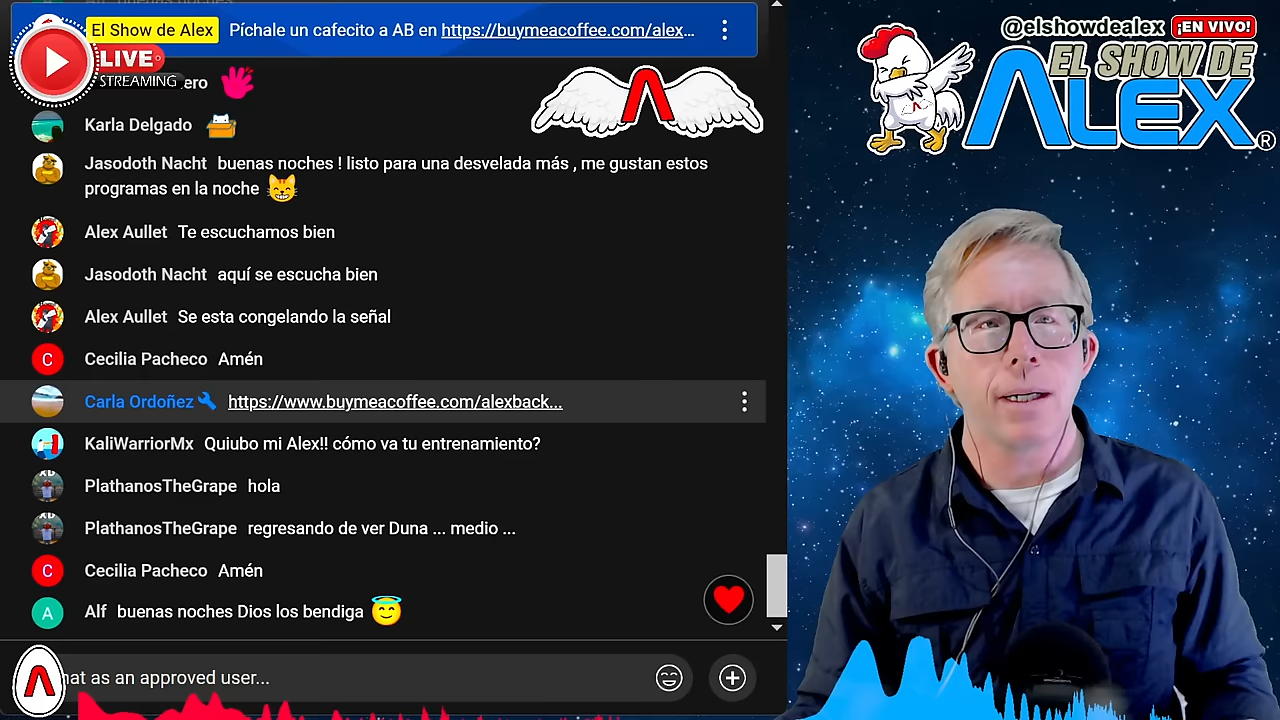 buenas noches
El Show de Alex Píchale un cafecito a AB en https://buymeacoffee.com/alex...
LIVE
STREAMING
ero
Karla Delgado
Jasodoth Nacht buenas noches ! listo para una desvelada más , me gustan estos
programas en la noche
Alex Aullet Te escuchamos bien
Jasodoth Nacht aquí se escucha bien
Alex Aullet Se esta congelando la señal
C Cecilia Pacheco Amén
Carla Ordoñez https://www.buymeacoffee.com/alexback...
KaliWarriorMx Quiubo mi Alex!! cómo va tu entrenamiento?
PlathanosTheGrape hola
PlathanosTheGrape regresando de ver Duna ... medio ...
C Cecilia Pacheco Amén
A Alf buenas noches Dios los bendiga
hat as an approved user...
@elshowdealex ¡EN VIVO!
EL SHOW DE
ALEX®